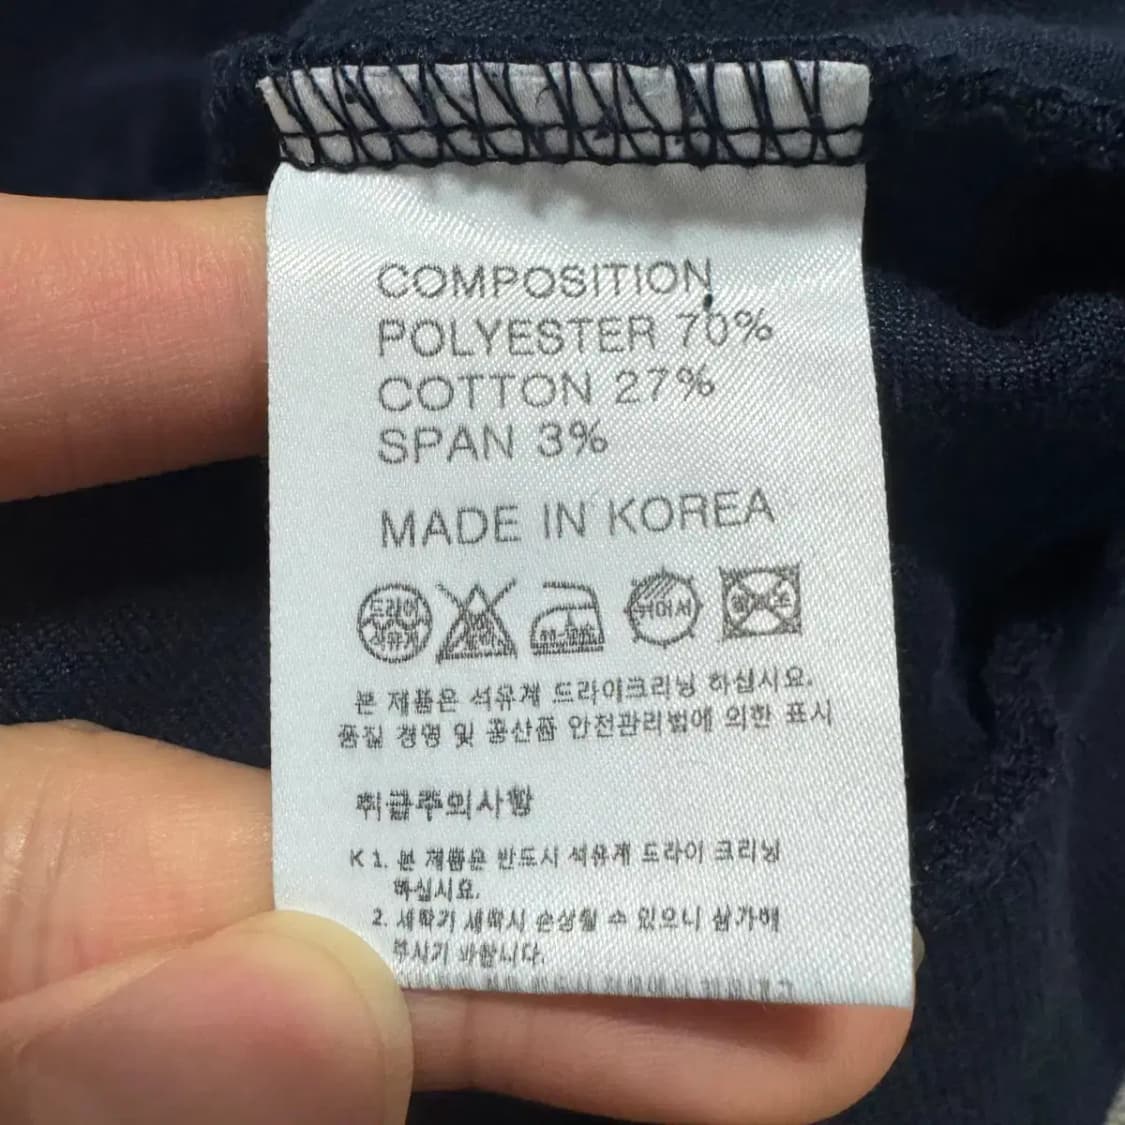 COMPOSITION
POLYESTER 70%
COTTON 27%
SPAN 3%
MADE IN KOREA
드라이
석유계
뉘어서
본 제품은 석유계 드라이크리닝 하십시요.
품질 경영 및 공산품 안전관리법에 의한 표시
취급주의사항
K 1. 본 제품은 반드시 석유계 드라이 크리닝
하십시요.
2. 세탁기 세탁시 손상될 수 있으니 삼가해
주시기 바랍니다.